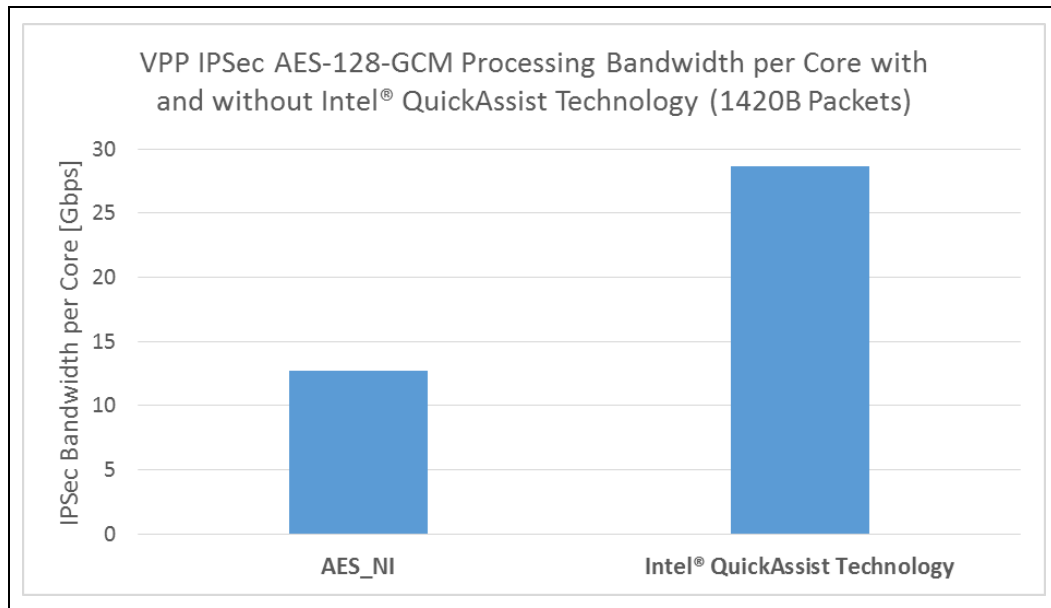 VPP IPSec AES-128-GCM Processing Bandwidth per Core with
and without Intel® QuickAssist Technology (1420B Packets)
IPSec Bandwidth per Core [Gbps]
30
25
20
15
10
5
0
AES_NI
Intel® QuickAssist Technology